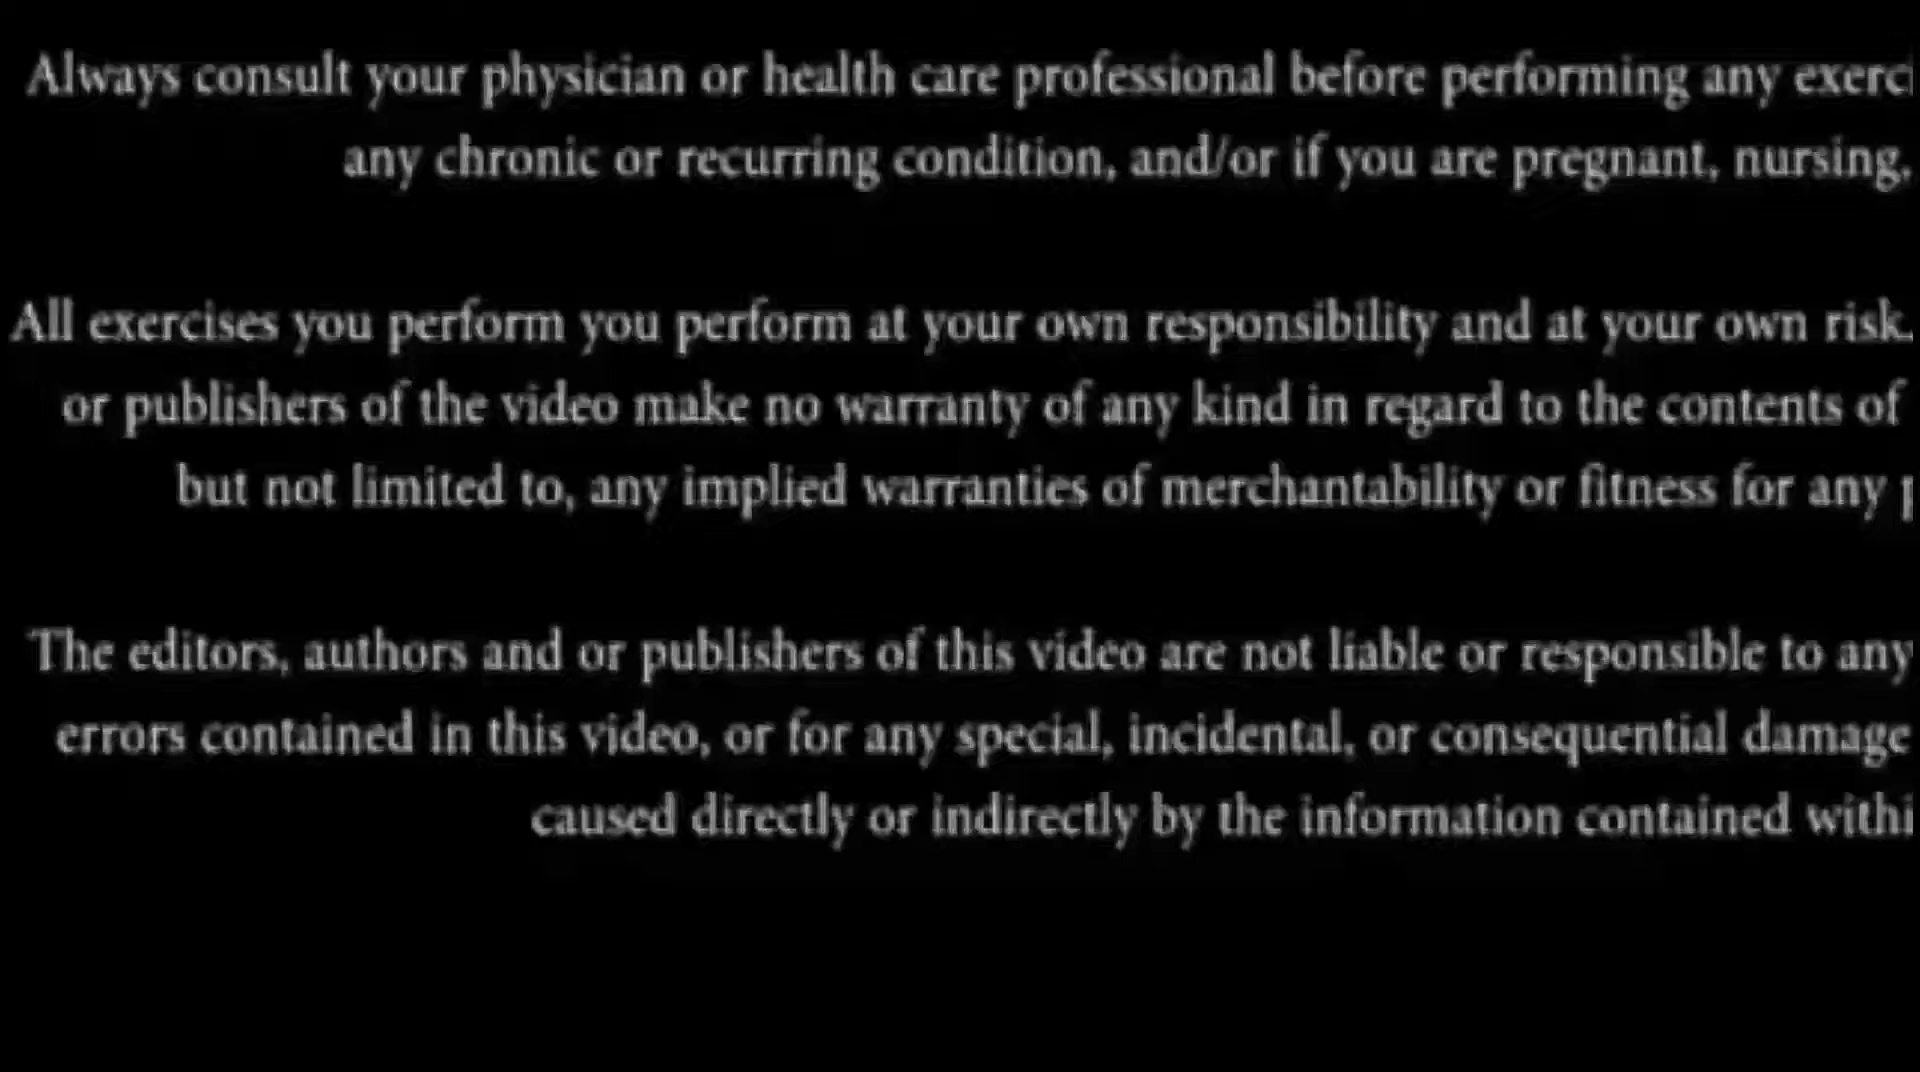 Always consult your physician or health care professional before performing any exerc
any chronic or recurring condition, and/or if you are pregnant, nursing,
All exercises you perform you perform at your own responsibility and at your own risk.
or publishers of the video make no warranty of any kind in regard to the contents of
but not limited to, any implied warranties of merchantability or fitness for any p
The editors, authors and or publishers of this video are not liable or responsible to any
errors contained in this video, or for any special, incidental, or consequential damage
caused directly or indirectly by the information contained withi